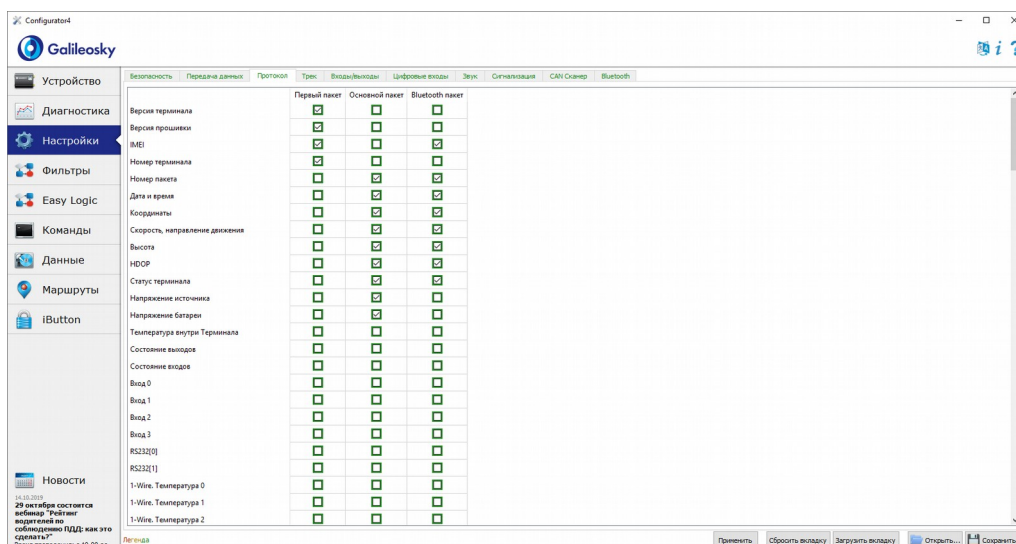 Configurator4
Galileosky
Устройство
Диагностика
Настройки
Фильтры
Easy Logic
Команды
Данные
Маршруты
iButton
Безопасность Передача данных Протокол Трек Входы/выходы Цифровые входы Звук Сигнализация CAN Сканер Bluetooth
Первый пакет Основной пакет Bluetooth пакет
Версия терминала
Версия прошивки
IMEI
Номер терминала
Номер пакета
Дата и время
Координаты
Скорость, направление движения
Высота
HDOP
Статус терминала
Напряжение источника
Напряжение батареи
Температура внутри Терминала
Состояние выходов
Состояние входов
Вход 0
Вход 1
Вход 2
Вход 3
RS232[0]
RS232[1]
1-Wire. Температура 0
1-Wire. Температура 1
1-Wire. Температура 2
Новости
14.10.2019
29 октября состоится
вебинар "Рейтинг
водителей по
соблюдению ПДД: как это
сделать?"
Легенда
Применить Сбросить вкладку Загрузить вкладку Открыть... Сохранить